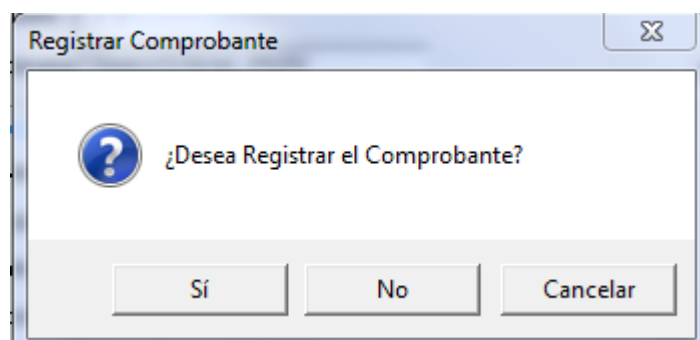 Registrar Comprobante
¿Desea Registrar el Comprobante?
Sí
No
Cancelar